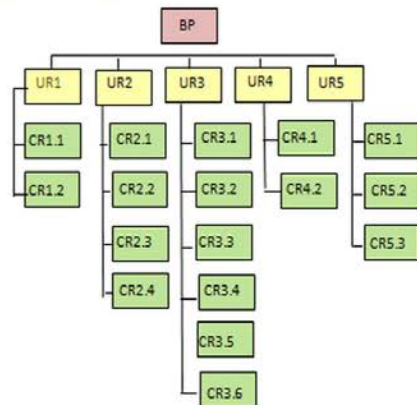 BP
UR1 UR2 UR3 UR4 UR5
CR1.1 CR2.1 CR3.1 CR4.1 CR5.1
CR1.2 CR2.2 CR3.2 CR4.2 CR5.2
CR2.3 CR3.3 CR5.3
CR2.4 CR3.4
CR3.5
CR3.6